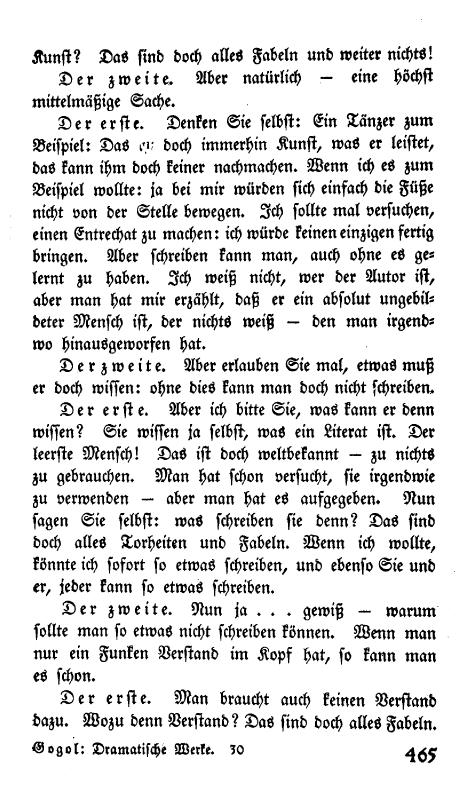 Kunst? Das sind doch alles Fabeln und weiter nichts!
Der zweite. Aber natürlich — eine höchst
mittelmäßige Sache.
Der erste. Denken Sie selbst: Ein Tänzer zum
Beispiel: Das doch immerhin Kunst, was er leistet,
das kann ihm doch keiner nachmachen. Wenn ich es zum
Beispiel wollte: ja bei mir würden sich einfach die Füße
nicht von der Stelle bewegen. Ich sollte mal versuchen,
einen Entrechat zu machen: ich würde keinen einzigen fertig
bringen. Aber schreiben kann man, auch ohne es ge-
lernt zu haben. Ich weiß nicht, wer der Autor ist,
aber man hat mir erzählt, daß er ein absolut ungebil-
deter Mensch ist, der nichts weiß — den man irgend-
wo hinausgeworfen hat.
Der zweite. Aber erlauben Sie mal, etwas muß
er doch wissen: ohne dies kann man doch nicht schreiben.
Der erste. Aber ich bitte Sie, was kann er denn
wissen? Sie wissen ja selbst, was ein Literat ist. Der
leerste Mensch! Das ist doch weltbekannt — zu nichts
zu gebrauchen. Man hat schon versucht, sie irgendwie
zu verwenden — aber man hat es aufgegeben. Nun
sagen Sie selbst: was schreiben sie denn? Das sind
doch alles Torheiten und Fabeln. Wenn ich wollte,
könnte ich sofort so etwas schreiben, und ebenso Sie und
er, jeder kann so etwas schreiben.
Der zweite. Nun ja . . . gewiß — warum
sollte man so etwas nicht schreiben können. Wenn man
nur ein Funken Verstand im Kopf hat, so kann man
es schon.
Der erste. Man braucht auch keinen Verstand
dazu. Wozu denn Verstand? Das sind doch alles Fabeln.
Gogol: Dramatische Werke. 30
465